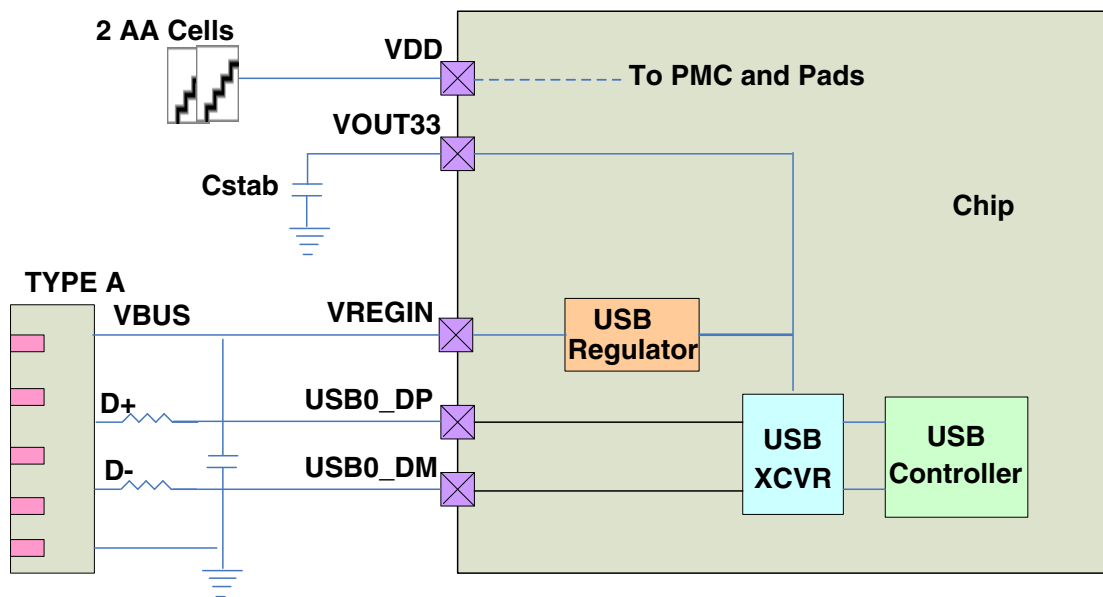 2 AA Cells
VDD
To PMC and Pads
VOUT33
Cstab
Chip
TYPE A
VBUS
VREGIN
USB
Regulator
D+
USB0_DP
D-
USB0_DM
USB
XCVR
USB
Controller